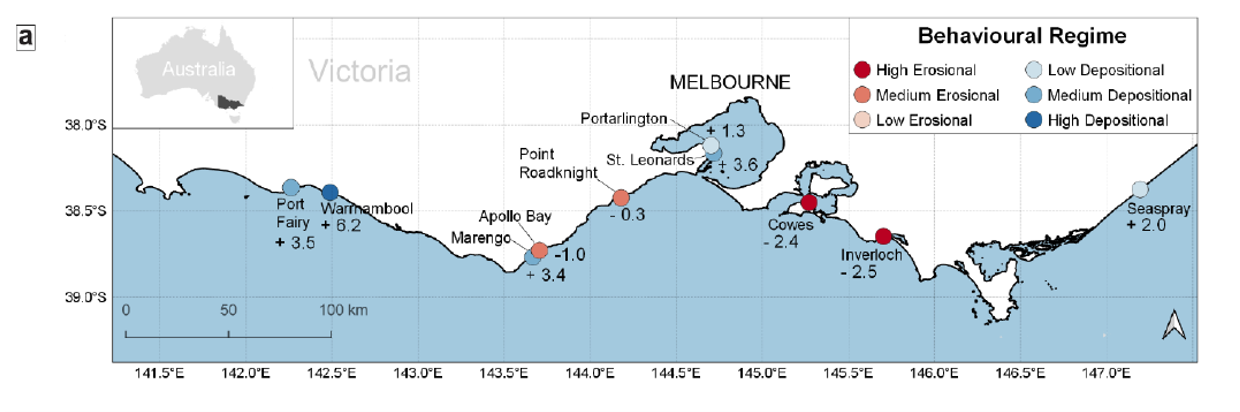 a
Australia
Victoria
Behavioural Regime
High Erosional
Low Depositional
Medium Erosional
Medium Depositional
Low Erosional
High Depositional
MELBOURNE
Portarlington
+ 1.3
St. Leonards
+ 3.6
Point
Roadknight
- 0.3
Port
Fairy
+ 3.5
Warrnambool
+ 6.2
Apollo Bay
-1.0
Marengo
+ 3.4
Cowes
- 2.4
Inverloch
- 2.5
Seaspray
+ 2.0
38.0°S
38.5°S
39.0°S
0 50 100 km
141.5°E 142.0°E 142.5°E 143.0°E 143.5°E 144.0°E 144.5°E 145.0°E 145.5°E 146.0°E 146.5°E 147.0°E